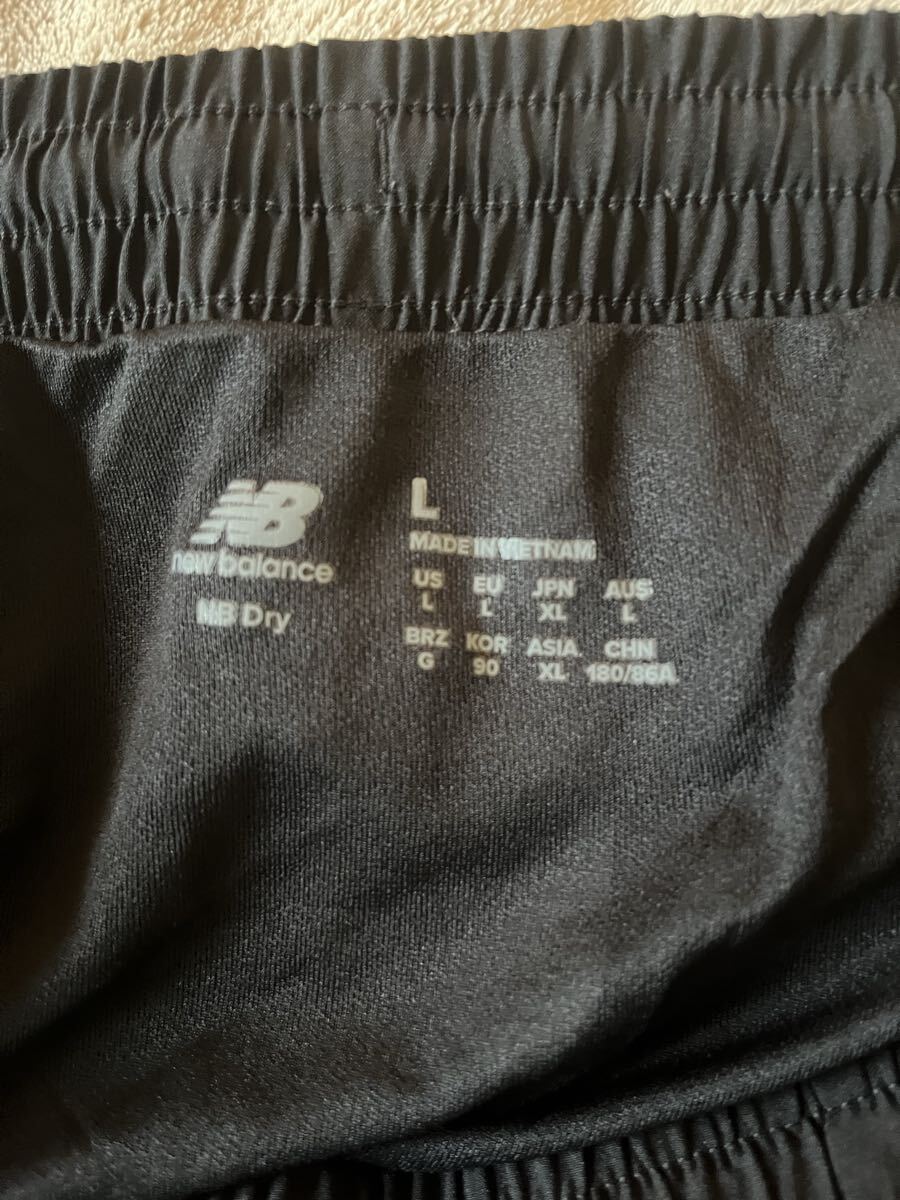 NB
new balance
NB Dry
L
MADE IN VIETNAM
US EU JPN AUS
L L XL L
BRZ KOR ASIA CHN
G 90 XL 180/86A